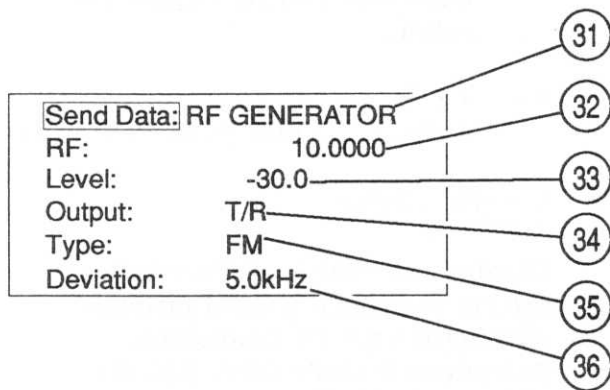 31
32
Send Data: RF GENERATOR
RF: 10.0000
33
Level: -30.0
Output: T/R
34
Type: FM
Deviation: 5.0kHz
35
36